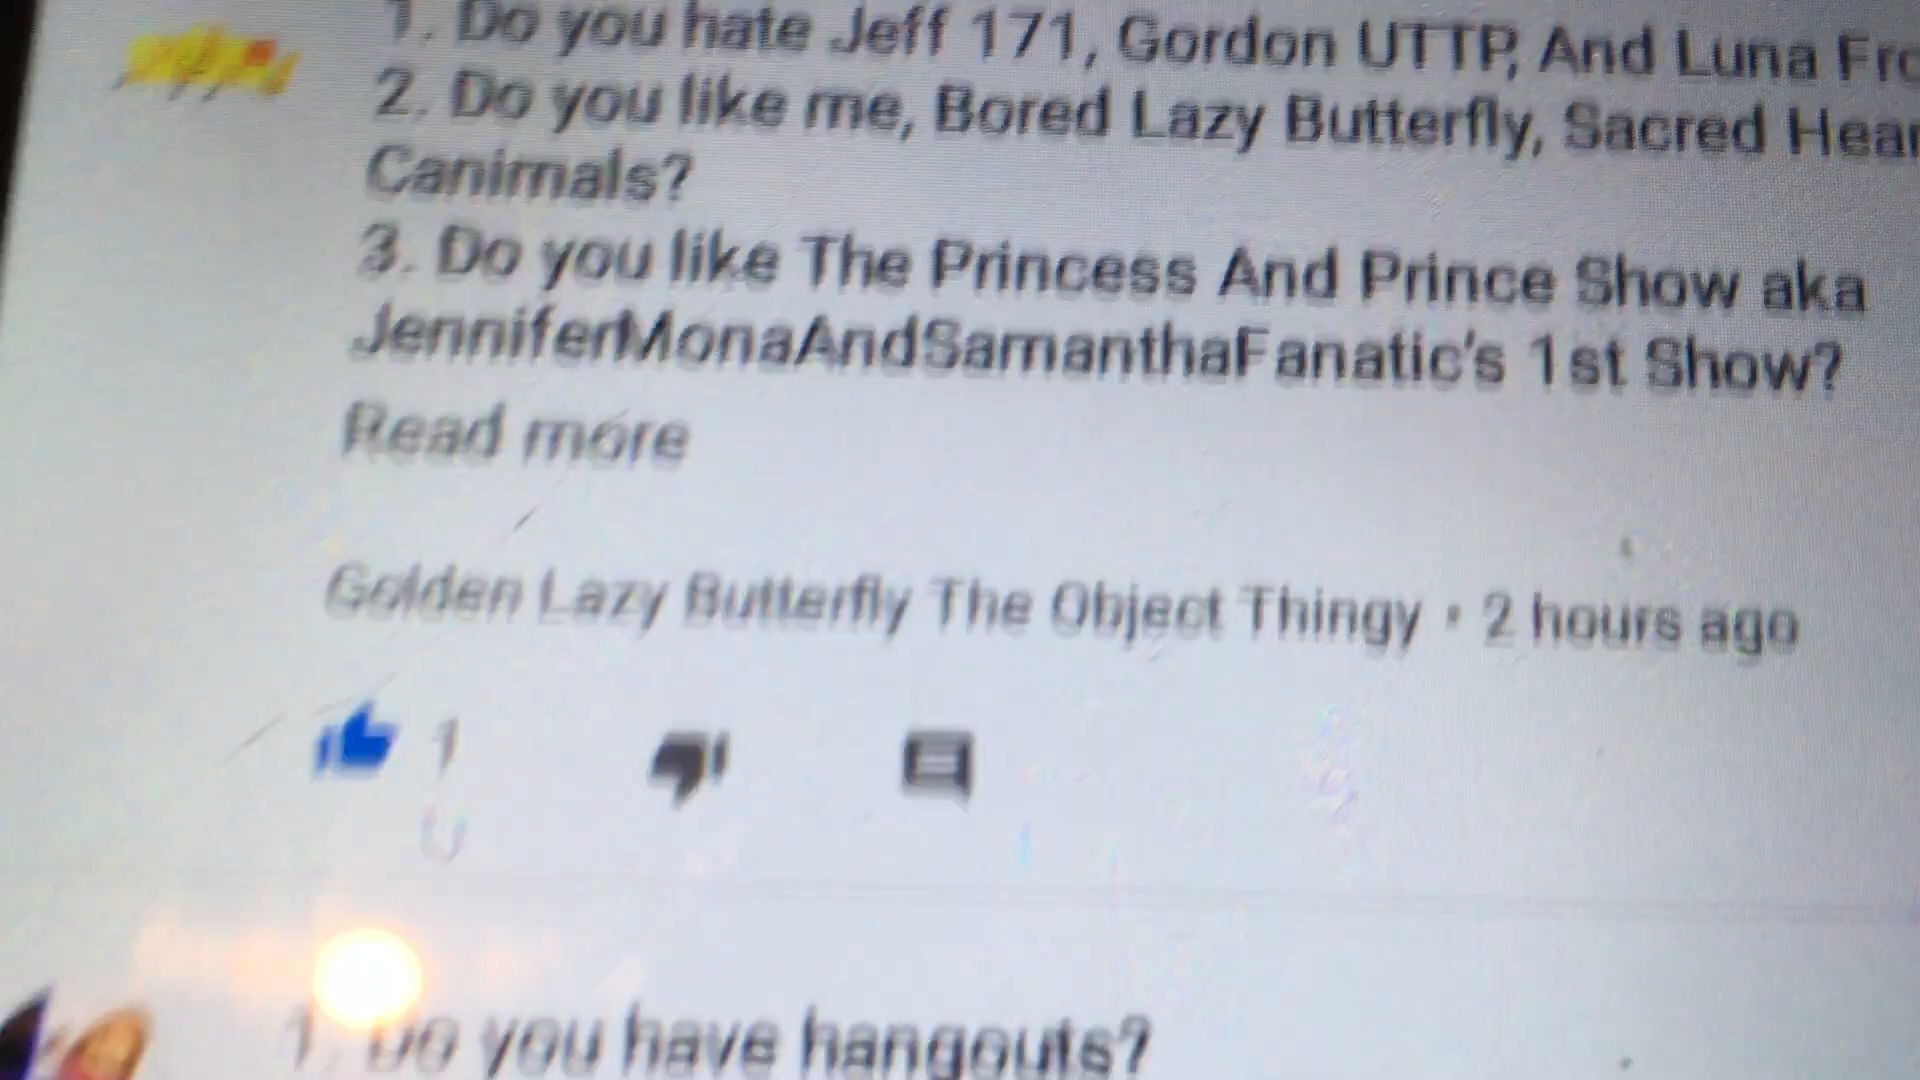 1. Do you hate Jeff 171, Gordon UTTP, And Luna
2. Do you like me, Bored Lazy Butterfly, Sacred
Canimals?
3. Do you like The Princess And Prince Show aka
JenniferMonaAndSamanthaFanatic's 1st Show?
Read more
Golden Lazy Butterfly The Object Thingy • 2 hours ago
1
1. Do you have hangouts?